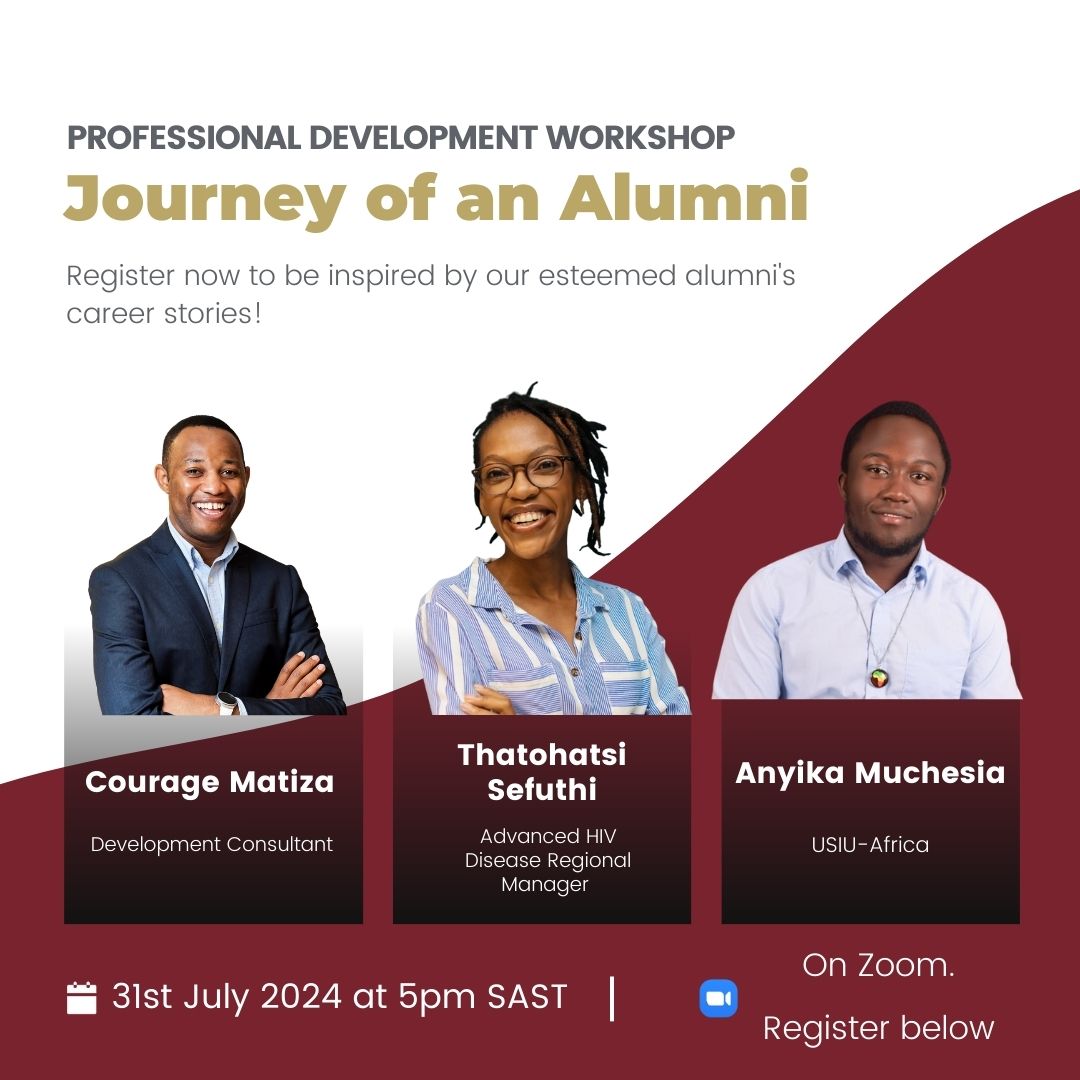 PROFESSIONAL DEVELOPMENT WORKSHOP
Journey of an Alumni
Register now to be inspired by our esteemed alumni's
career stories!
Courage Matiza
Development Consultant
Thatohatsi
Sefuthi
Advanced HIV
Disease Regional
Manager
Anyika Muchesia
USIU-Africa
31st July 2024 at 5pm SAST
On Zoom.
Register below